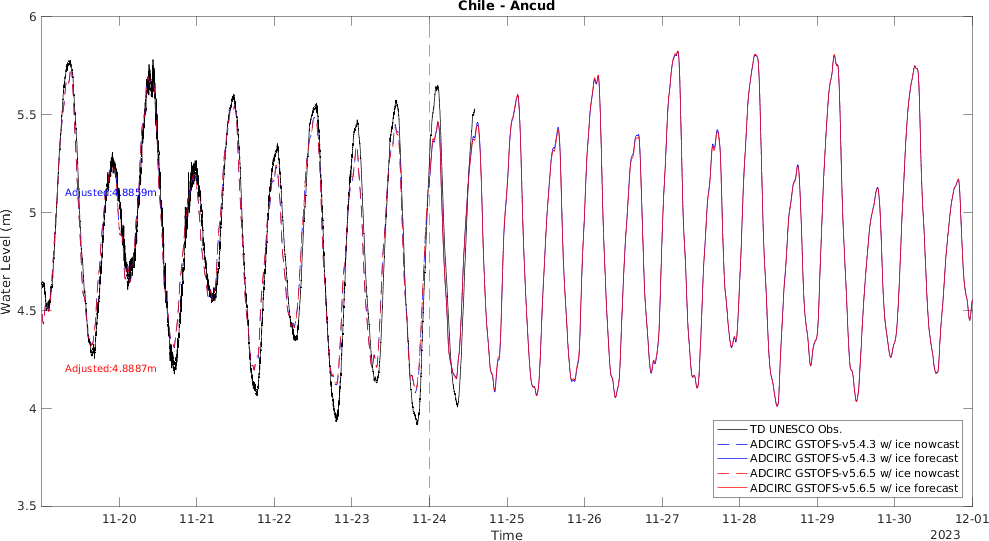 Chile - Ancud
6
5.5
5
4.5
4
3.5
Water Level (m)
Adjusted:4.8859m
Adjusted:4.8887m
TD UNESCO Obs.
ADCIRC GSTOFS-v5.4.3 w/ ice nowcast
ADCIRC GSTOFS-v5.4.3 w/ ice forecast
ADCIRC GSTOFS-v5.6.5 w/ ice nowcast
ADCIRC GSTOFS-v5.6.5 w/ ice forecast
11-20 11-21 11-22 11-23 11-24 11-25 11-26 11-27 11-28 11-29 11-30 12-01
Time
2023